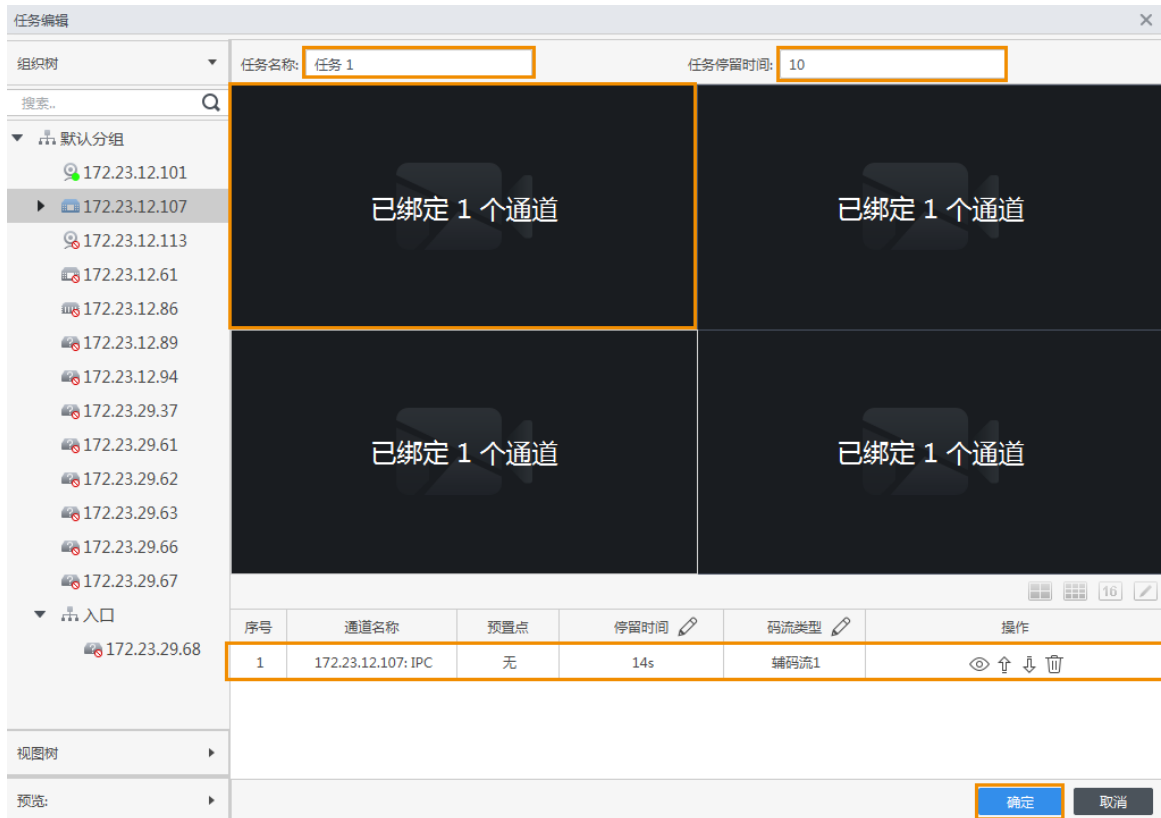 任务编辑
组织树
任务名称: 任务 1
任务停留时间: 10
搜索..
默认分组
172.23.12.101
172.23.12.107
172.23.12.113
172.23.12.61
172.23.12.86
172.23.12.89
172.23.12.94
172.23.29.37
172.23.29.61
172.23.29.62
172.23.29.63
172.23.29.66
172.23.29.67
入口
172.23.29.68
视图树
预览:
已绑定 1 个通道
已绑定 1 个通道
已绑定 1 个通道
已绑定 1 个通道
16
序号 通道名称 预置点 停留时间 码流类型 操作
1 172.23.12.107: IPC 无 14s 辅码流1
确定 取消